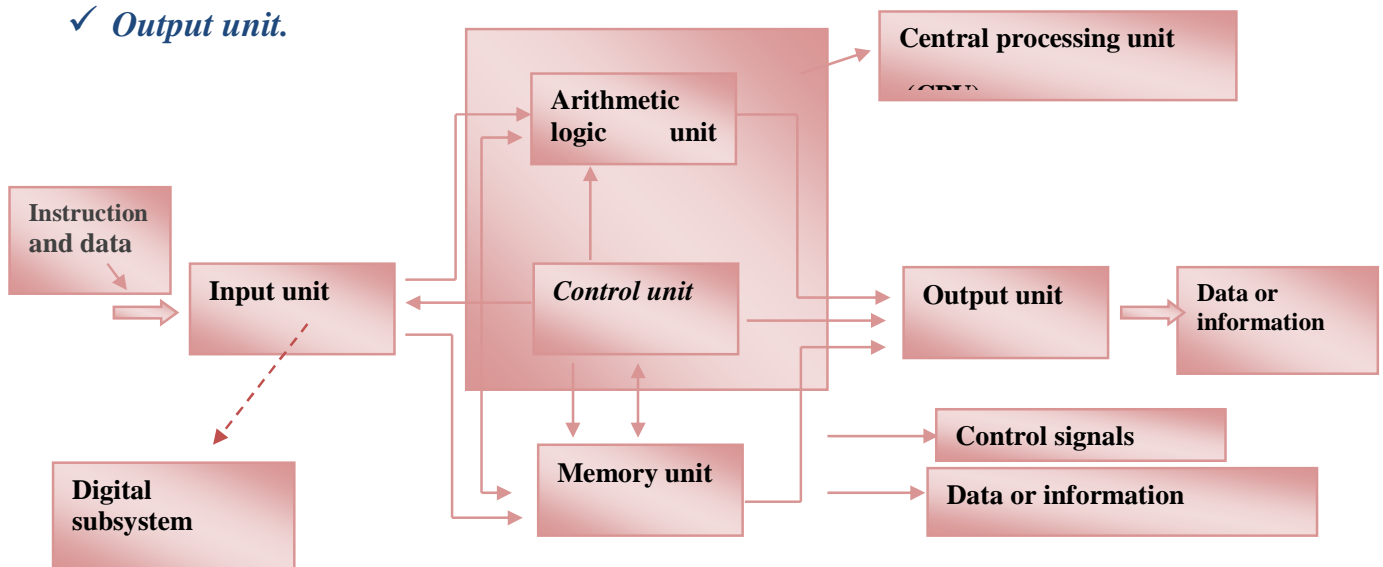 ✓ Output unit.
Central processing unit
Arithmetic
logic unit
Instruction
and data
Input unit
Control unit
Output unit
Data or
information
Memory unit
Control signals
Data or information
Digital
subsystem